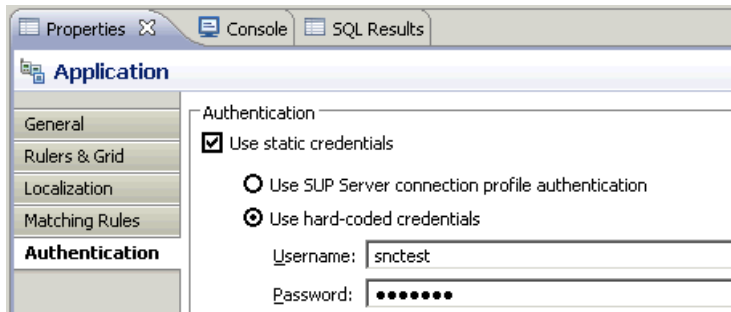 Properties Console SQL Results
Application
General
Rulers & Grid
Localization
Matching Rules
Authentication
Authentication
Use static credentials
Use SUP Server connection profile authentication
Use hard-coded credentials
Username: snctest
Password: •••••••